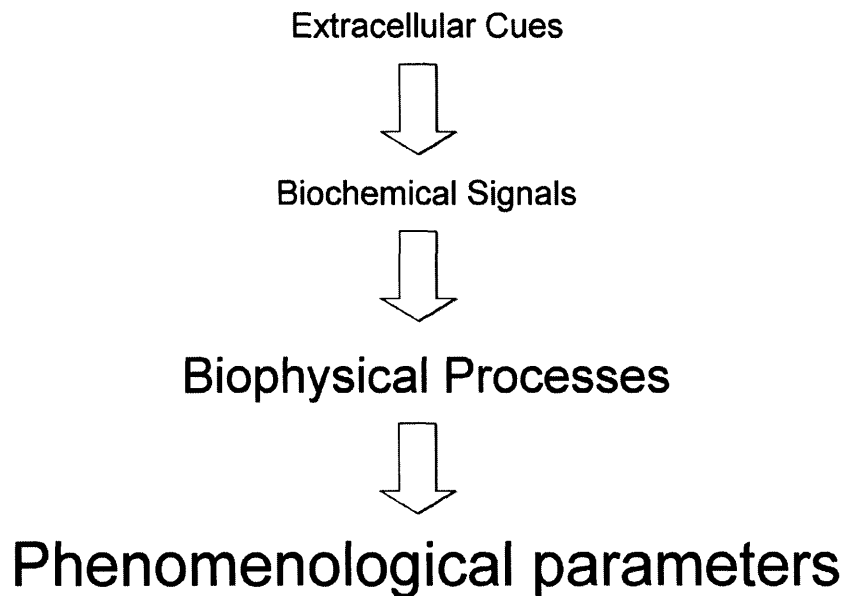 Extracellular Cues
Biochemical Signals
Biophysical Processes
Phenomenological parameters